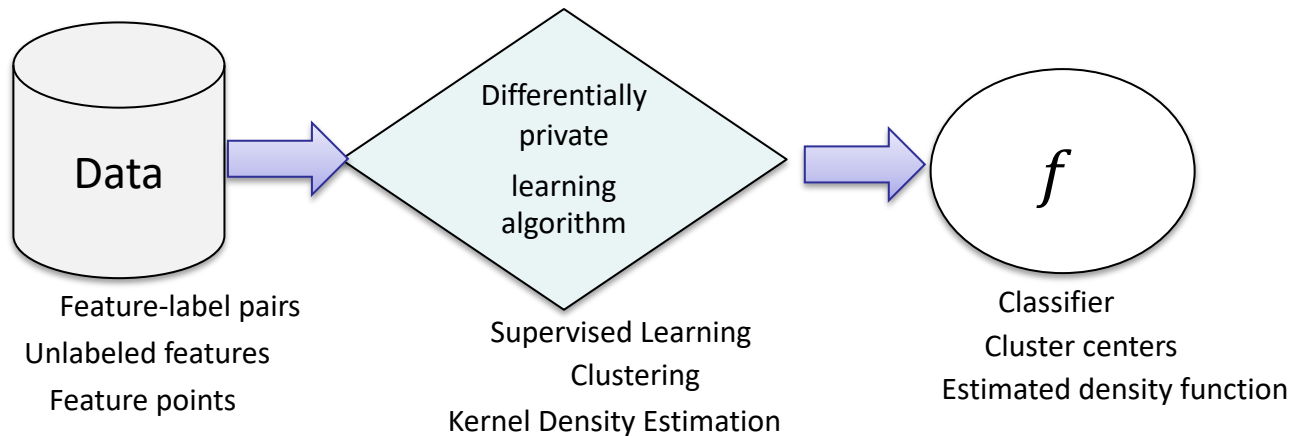 Data
Differentially
private
learning
algorithm
f
Feature-label pairs
Unlabeled features
Feature points
Supervised Learning
Clustering
Kernel Density Estimation
Classifier
Cluster centers
Estimated density function